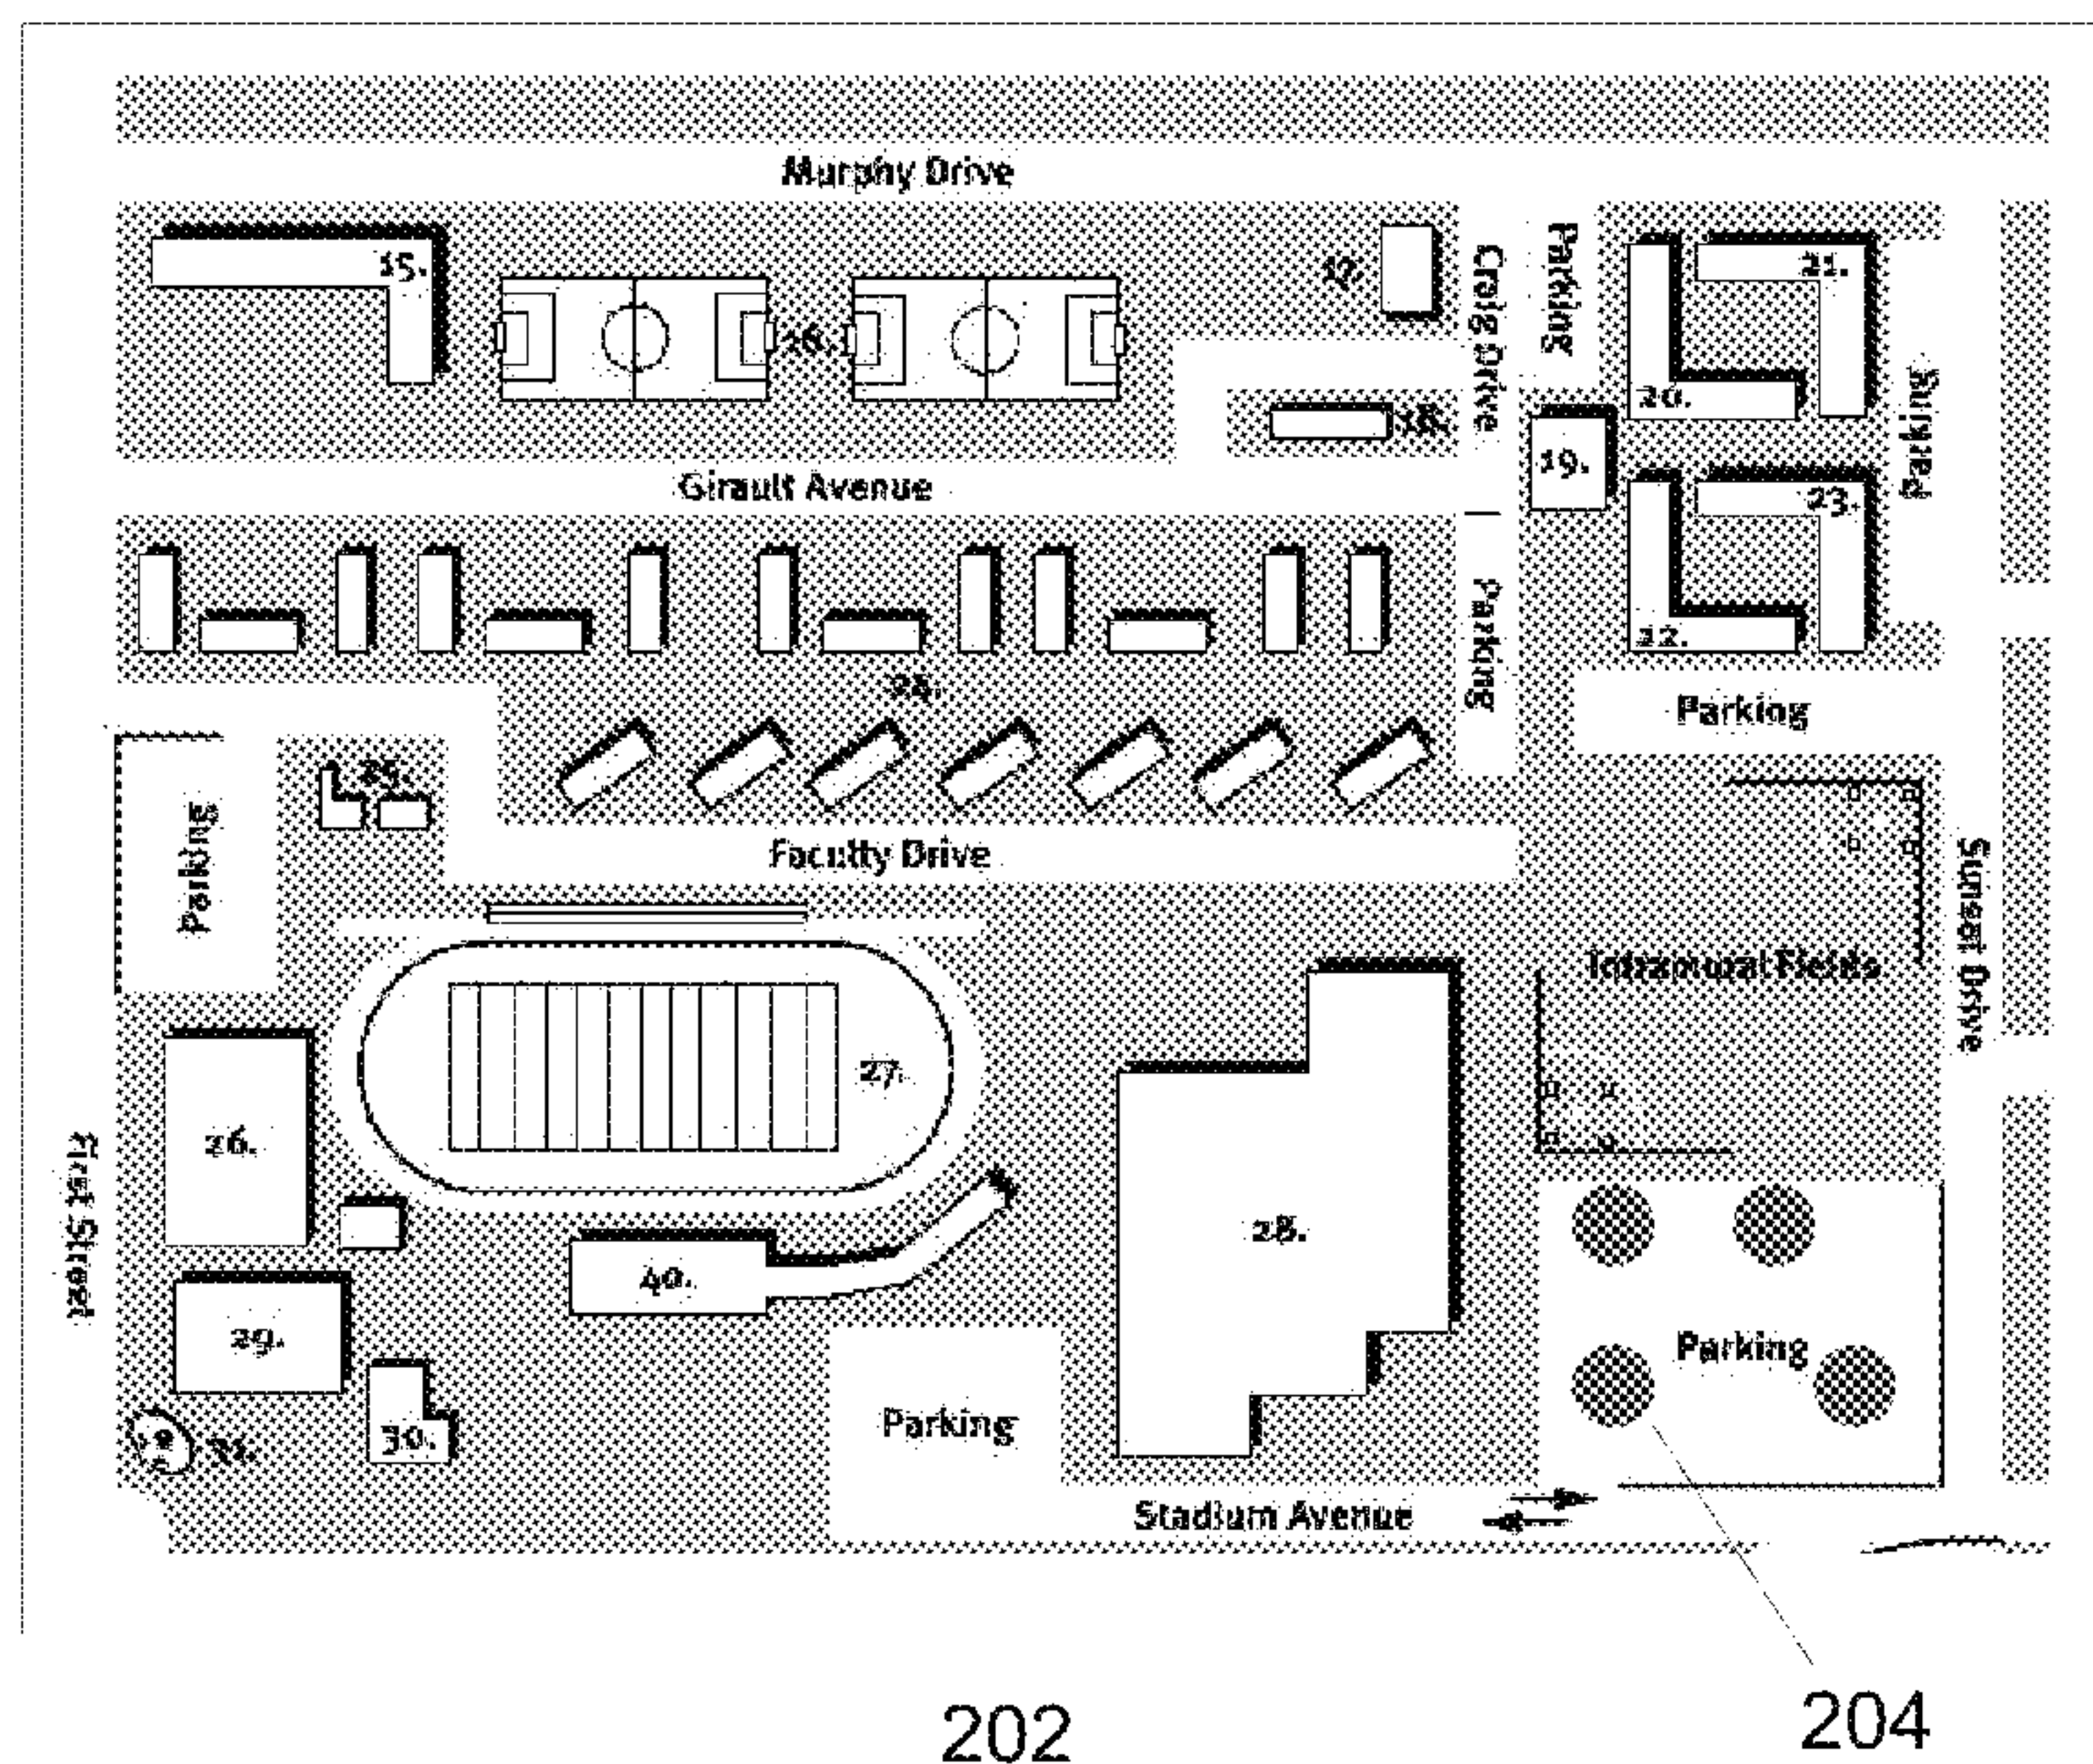 Murphy Drive
15.
16.
17.
Craig Drive
Parking
21.
20.
18.
19.
Parking
Girault Avenue
23.
22.
Parking
24.
Parking
25.
Parking
Faculty Drive
Sunset Drive
Intramural Fields
27.
26.
First Street
28.
40.
29.
Parking
30.
Parking
31.
Stadium Avenue
202
204